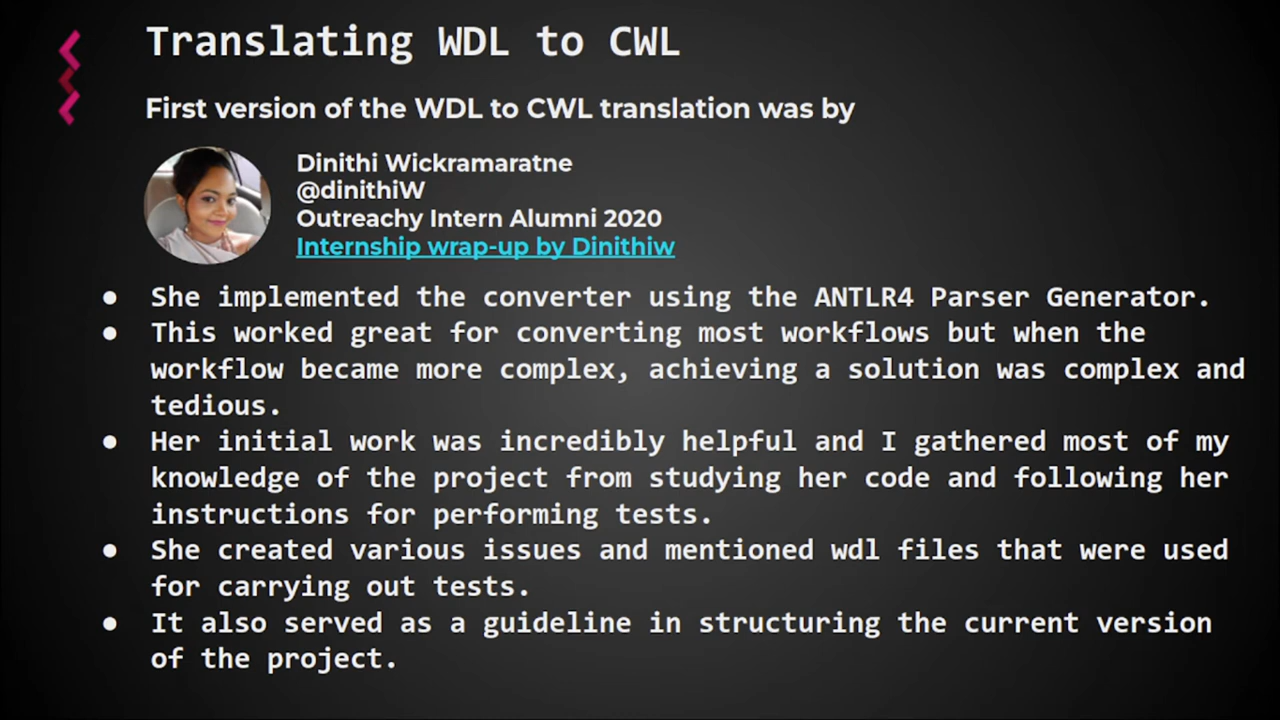 Translating WDL to CWL
First version of the WDL to CWL translation was by
Dinithi Wickramaratne
@dinithiW
Outreachy Intern Alumni 2020
Internship wrap-up by Dinithiw
● She implemented the converter using the ANTLR4 Parser Generator.
● This worked great for converting most workflows but when the
workflow became more complex, achieving a solution was complex and
tedious.
● Her initial work was incredibly helpful and I gathered most of my
knowledge of the project from studying her code and following her
instructions for performing tests.
● She created various issues and mentioned wdl files that were used
for carrying out tests.
● It also served as a guideline in structuring the current version
of the project.